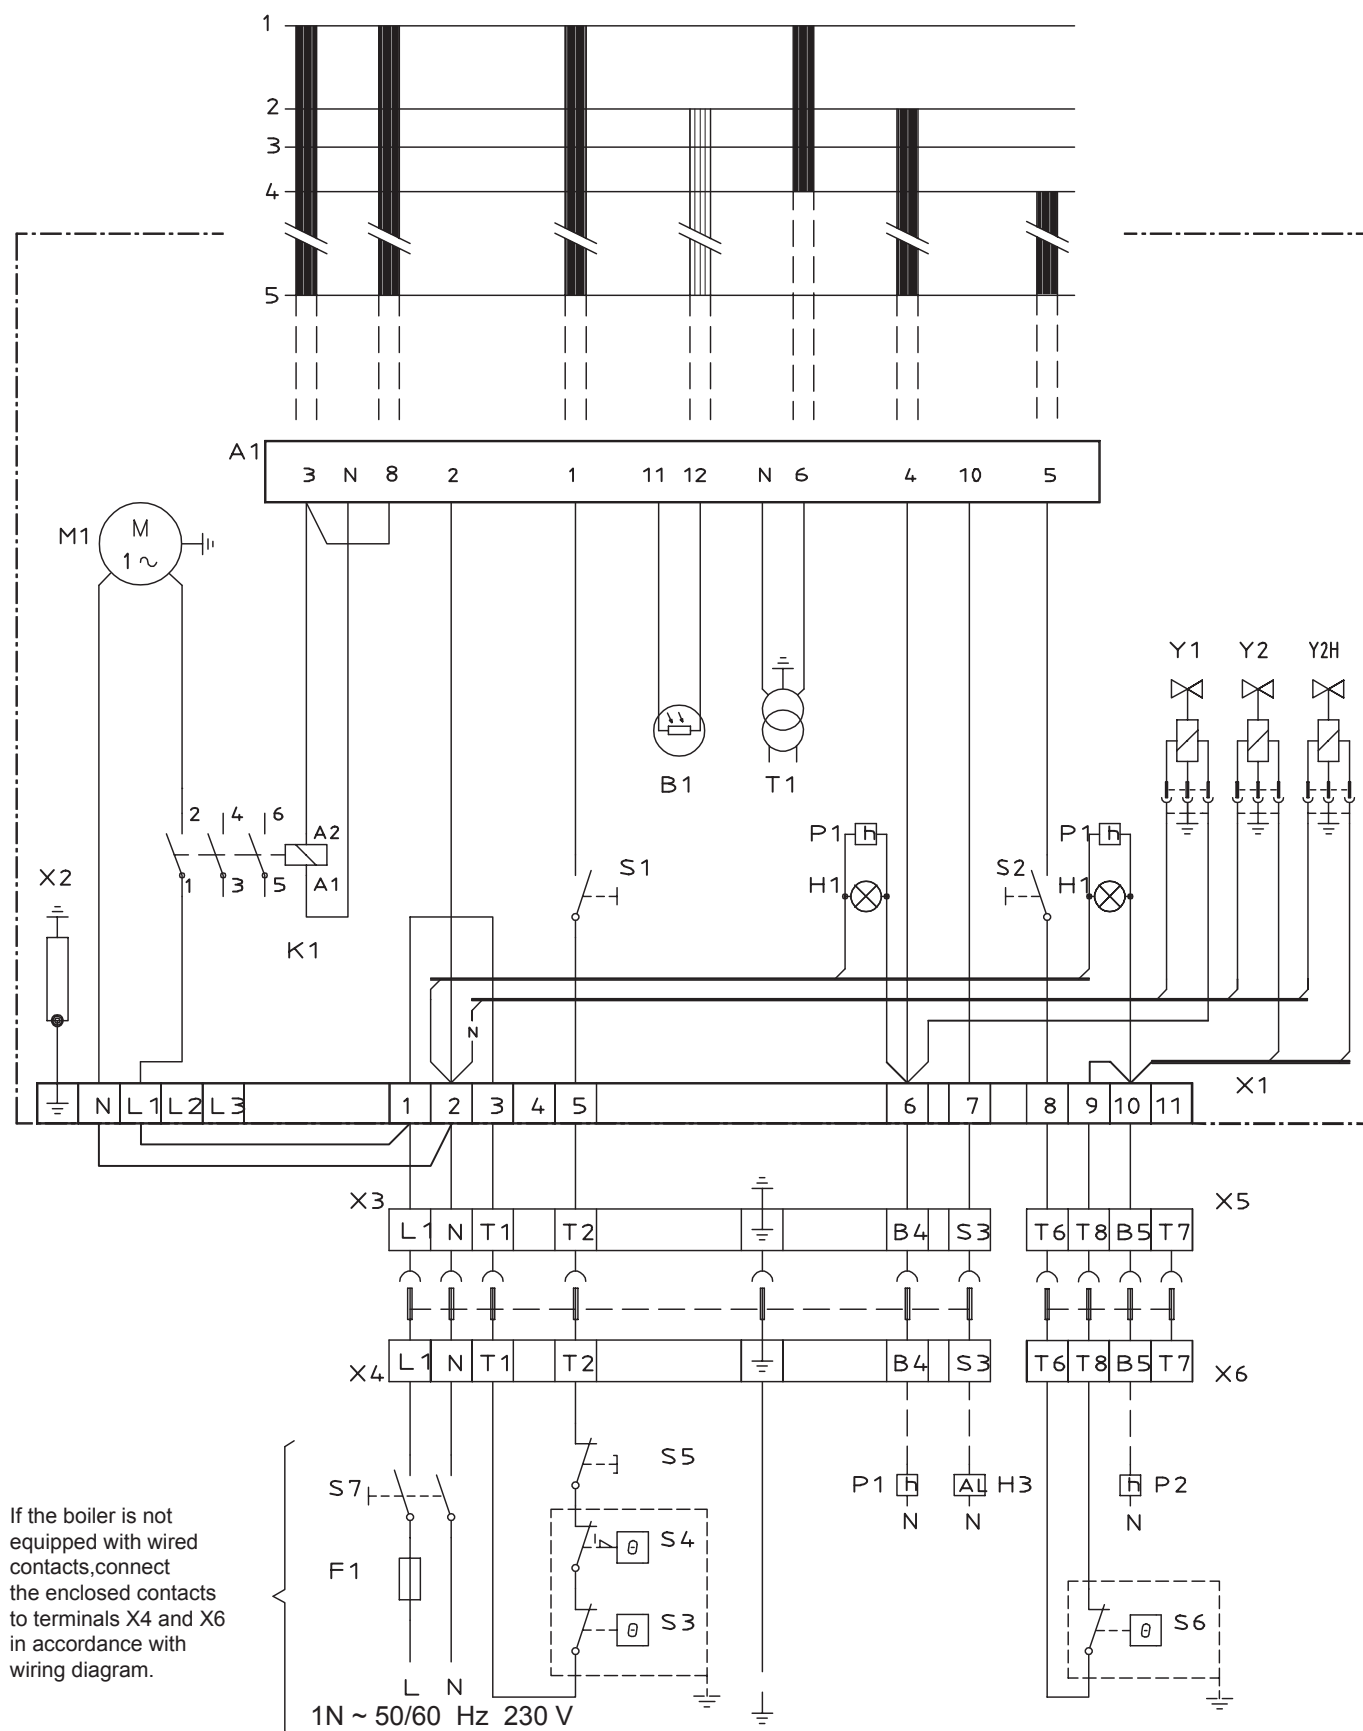 1
2
3
4
5
A1
3 N 8 2 1 11 12 N 6 4 10 5
M1
M
1 ~
Y1 Y2 Y2H
B1 T1
2 4 6
A2
P1 h P1 h
X2
1 3 5 A1
S1 S2
H1 H1
K1
N
X1
N L1 L2 L3 1 2 3 4 5 6 7 8 9 10 11
X3 X5
L1 N T1 T2 B4 S3 T6 T8 B5 T7
L1 N T1 T2 B4 S3 T6 T8 B5 T7
X4 X6
S5
S7
P1 h AL H3 h P2
N N N
If the boiler is not
equipped with wired
contacts,connect
the enclosed contacts
to terminals X4 and X6
in accordance with
wiring diagram.
θ S4
F1
θ S3
θ S6
L N
1N ~ 50/60 Hz 230 V